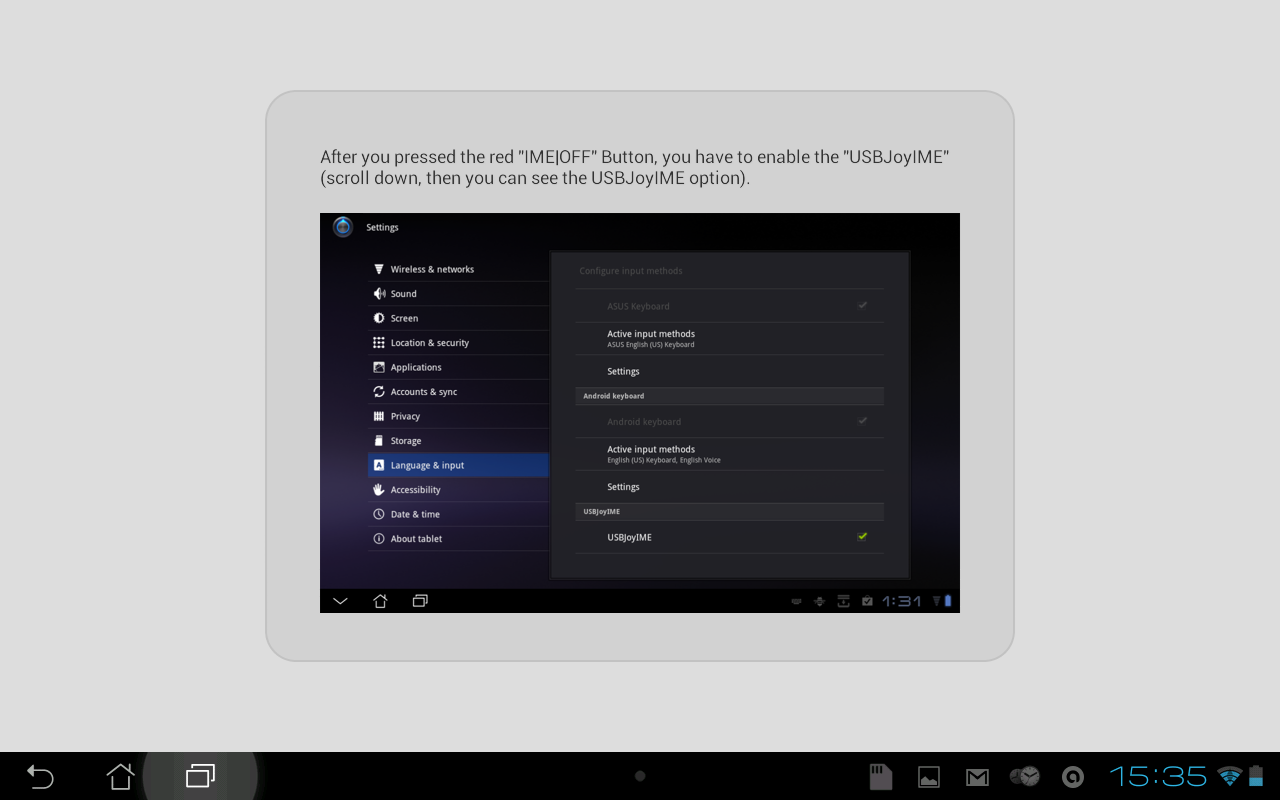 After you pressed the red "IME|OFF" Button, you have to enable the "USBJoyIME"
(scroll down, then you can see the USBJoyIME option).
Settings
Wireless & networks
Sound
Screen
Location & security
Applications
Accounts & sync
Privacy
Storage
Language & input
Accessibility
Date & time
About tablet
Configure input methods
ASUS Keyboard
Active input methods
ASUS English (US) Keyboard
Settings
Android keyboard
Android keyboard
Active input methods
English (US) Keyboard, English Voice
Settings
USBJoyIME
USBJoyIME
1:31
15:35